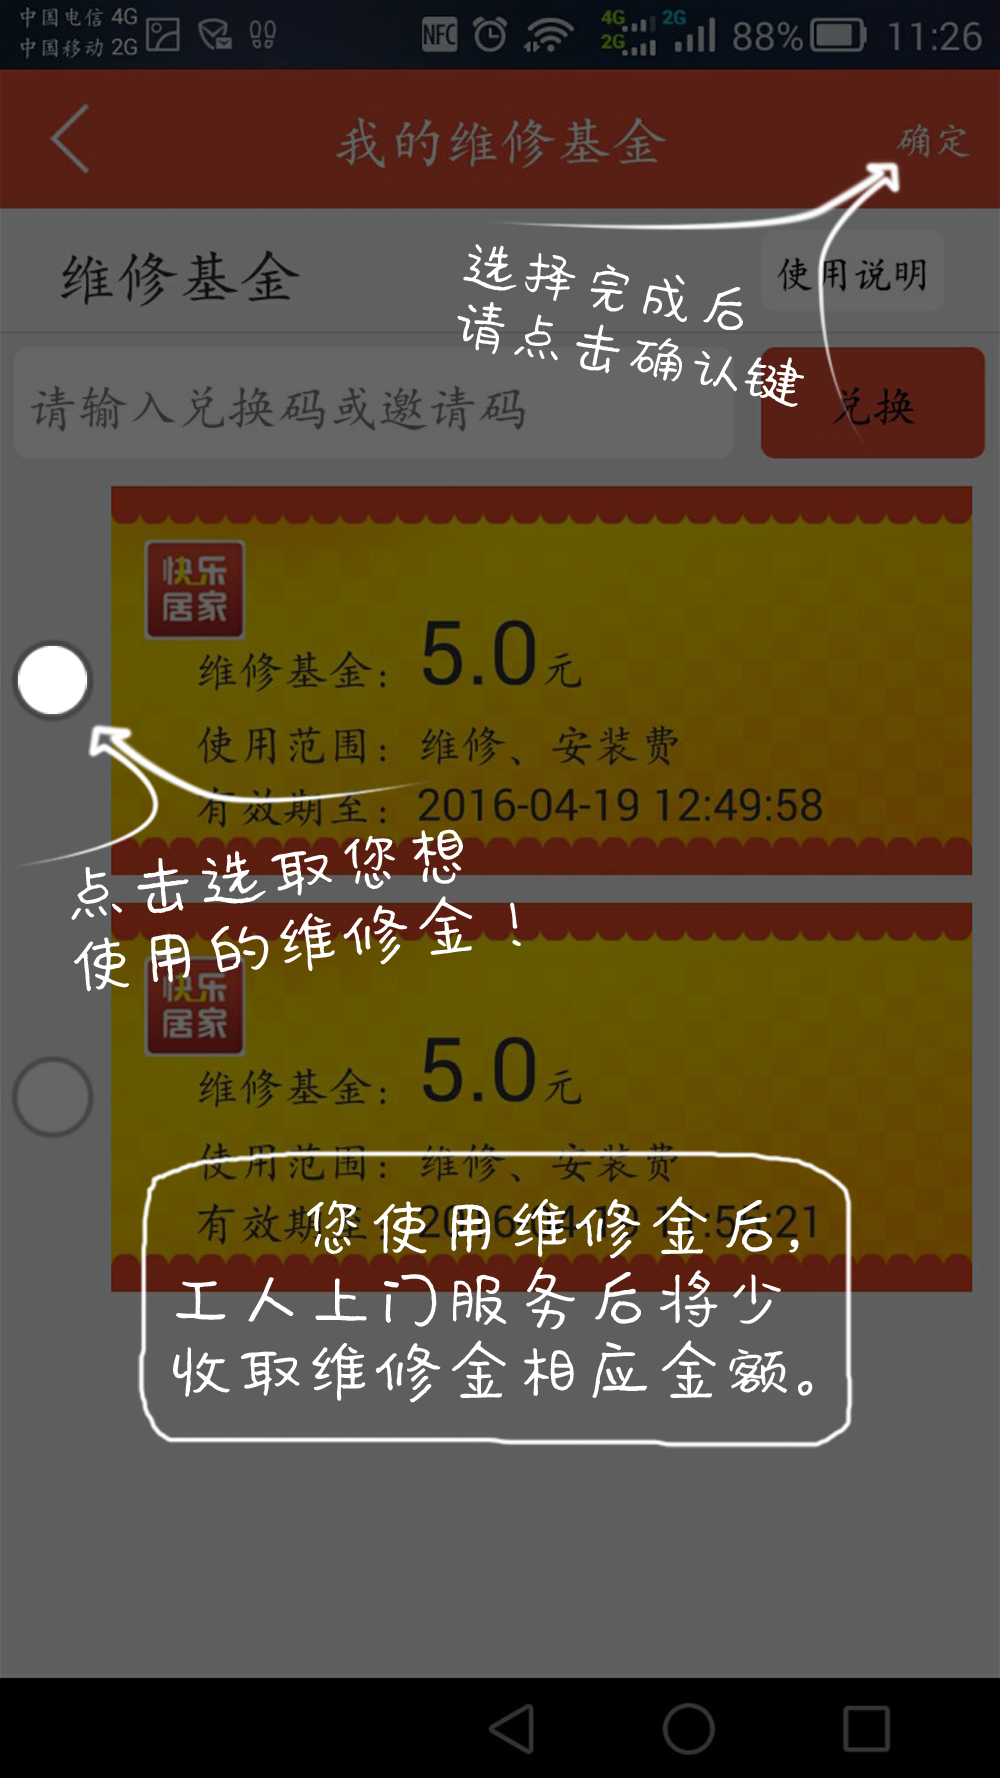 中国电信 4G
中国移动 2G
NFC
4G
2G
2G
88%
11:26
我的维修基金
确定
维修基金
使用说明
选择完成后
请点击确认键
请输入兑换码或邀请码
兑换
快乐
居家
维修基金：5.0元
使用范围：维修、安装费
有效期至：2016-04-19 12:49:58
点击选取您想
使用的维修金！
快乐
居家
维修基金：5.0元
使用范围：维修、安装费
有效期至
您使用维修金后，
工人上门服务后将少
收取维修金相应金额。